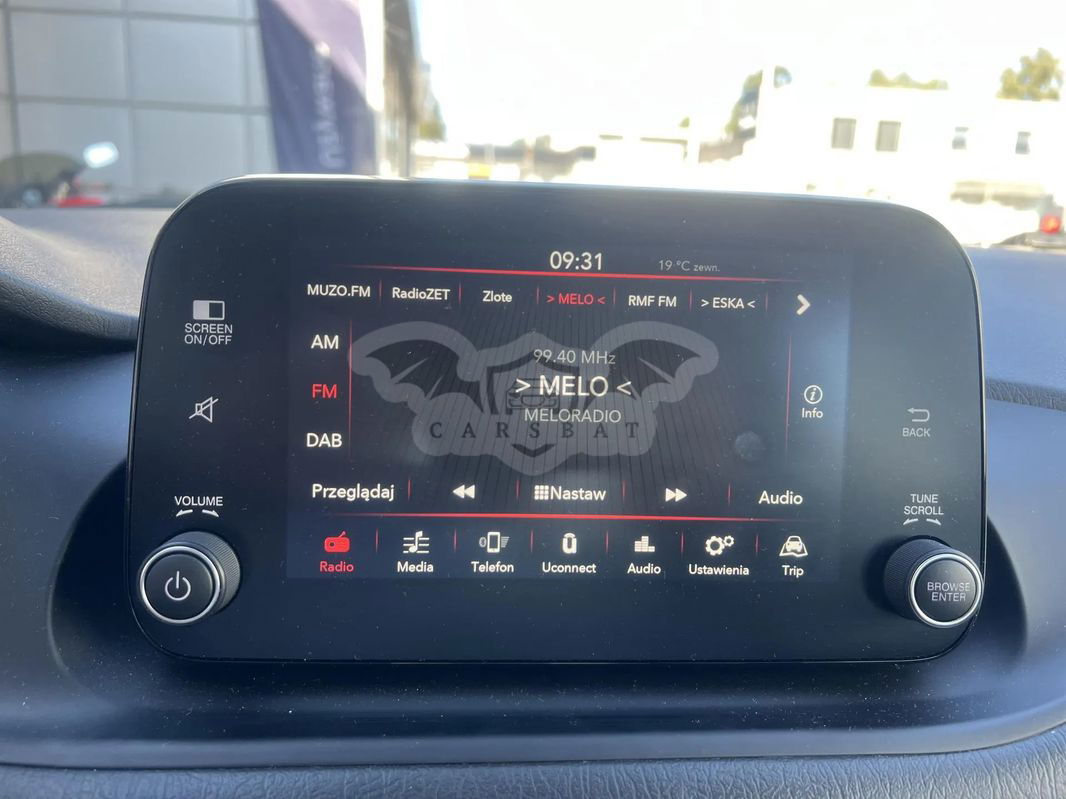 09:31
19 °C zewn.
MUZO.FM RadioZET Zlote > MELO < RMF FM > ESKA <
SCREEN
ON/OFF
AM
99.40 MHz
FM
> MELO <
MELORADIO
Info
BACK
CARSBAT
DAB
Przeglądaj Nastaw Audio
VOLUME
TUNE
SCROLL
Radio Media Telefon Uconnect Audio Ustawienia Trip
BROWSE
ENTER